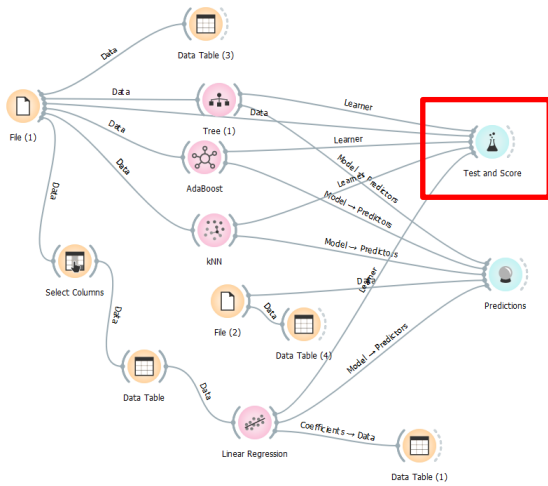 Data Table (3)
Data
Data
Tree (1)
Learner
File (1)
Data
Data
Learner
AdaBoost
Test and Score
Model → Predictors
Data
Learner
Model → Predictors
Data
kNN
Model → Predictors
Select Columns
Learner
Data
Predictions
File (2)
Data
Data
Data Table (4)
Model → Predictors
Data Table
Data
Coefficients → Data
Linear Regression
Data Table (1)